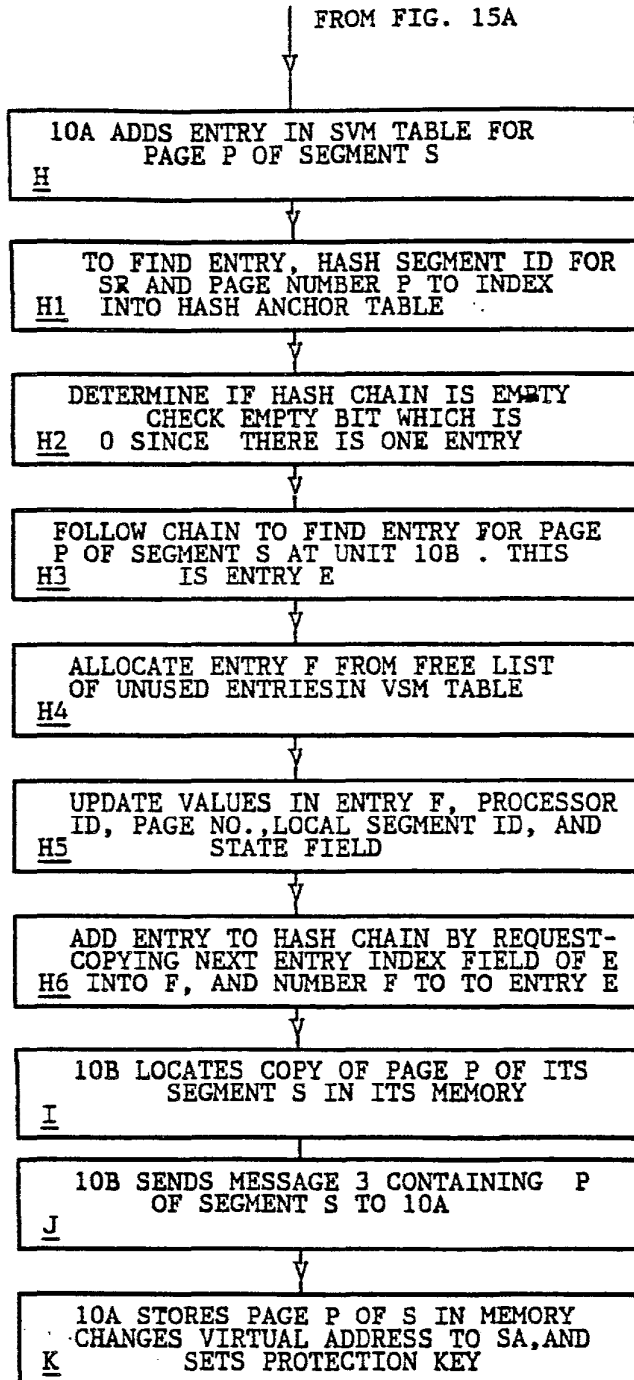 FROM FIG. 15A
10A ADDS ENTRY IN SVM TABLE FOR
PAGE P OF SEGMENT S
H
TO FIND ENTRY, HASH SEGMENT ID FOR
SR AND PAGE NUMBER P TO INDEX
H1 INTO HASH ANCHOR TABLE
DETERMINE IF HASH CHAIN IS EMPTY
CHECK EMPTY BIT WHICH IS
H2 0 SINCE THERE IS ONE ENTRY
FOLLOW CHAIN TO FIND ENTRY FOR PAGE
P OF SEGMENT S AT UNIT 10B . THIS
H3 IS ENTRY E
ALLOCATE ENTRY F FROM FREE LIST
OF UNUSED ENTRIESIN VSM TABLE
H4
UPDATE VALUES IN ENTRY F, PROCESSOR
ID, PAGE NO.,LOCAL SEGMENT ID, AND
H5 STATE FIELD
ADD ENTRY TO HASH CHAIN BY REQUEST-
COPYING NEXT ENTRY INDEX FIELD OF E
H6 INTO F, AND NUMBER F TO TO ENTRY E
10B LOCATES COPY OF PAGE P OF ITS
SEGMENT S IN ITS MEMORY
I
10B SENDS MESSAGE 3 CONTAINING P
OF SEGMENT S TO 10A
J
10A STORES PAGE P OF S IN MEMORY
CHANGES VIRTUAL ADDRESS TO SA,AND
K SETS PROTECTION KEY